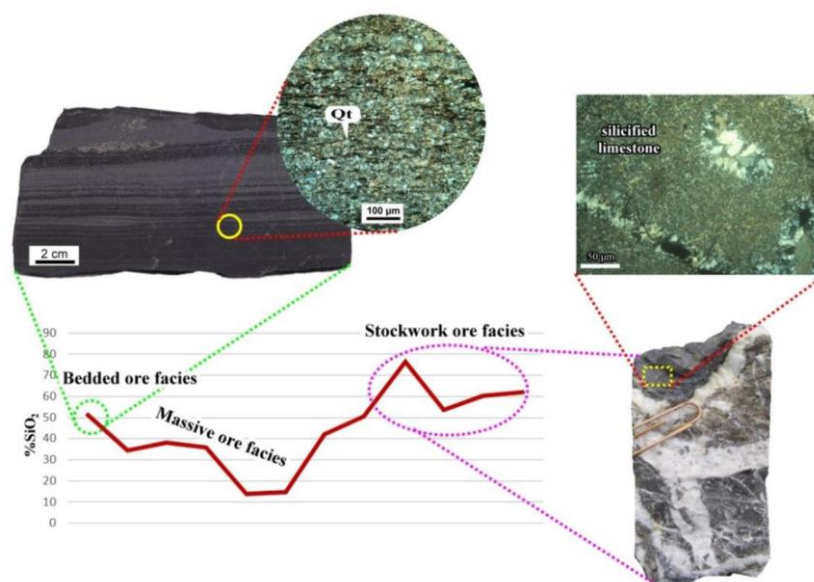 Qt
100 µm
2 cm
silicified
limestone
50 µm
90
80
70
60
50
40
30
20
10
0
%SiO₂
Bedded ore facies
Massive ore facies
Stockwork ore facies